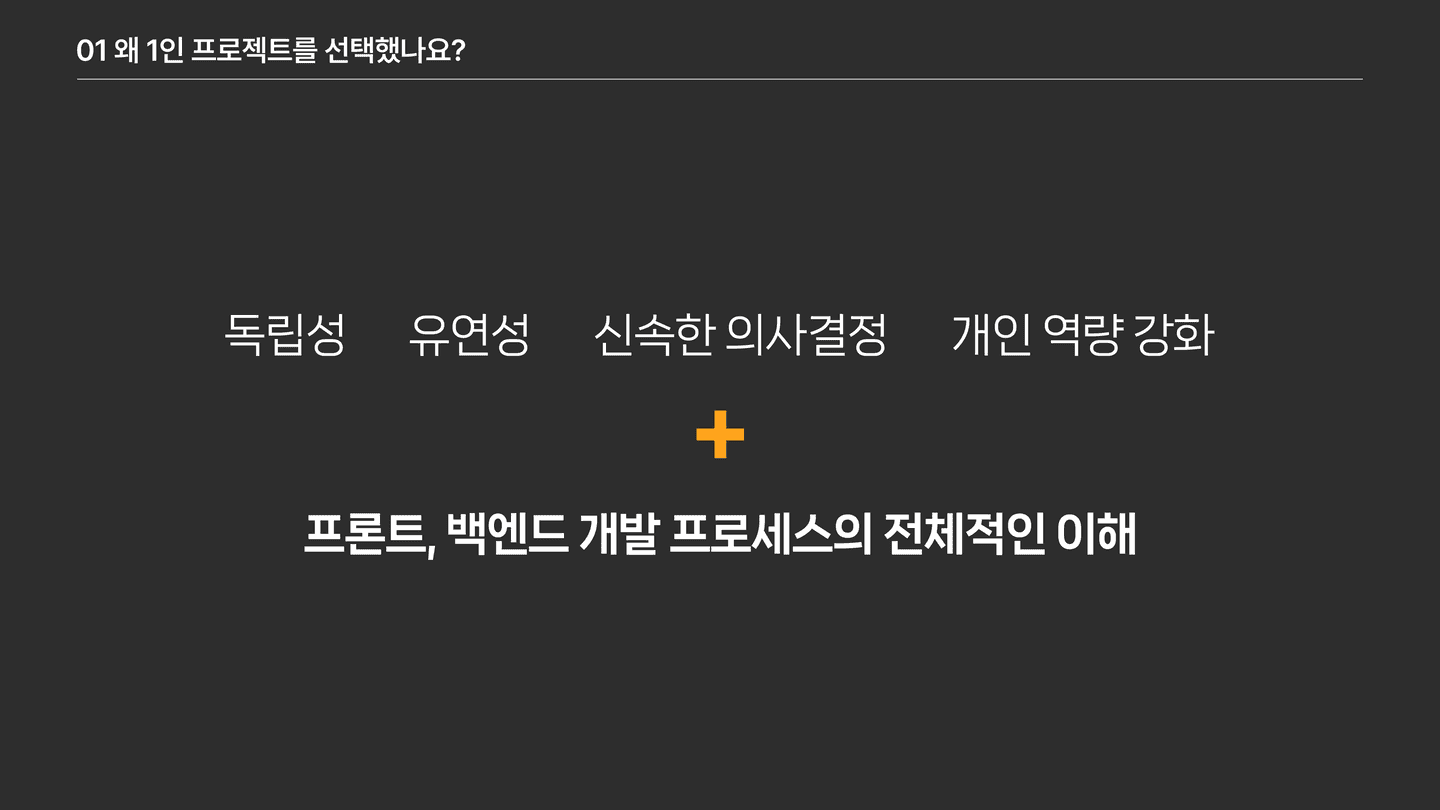 01 왜 1인 프로젝트를 선택했나요?
독립성 유연성 신속한 의사결정 개인 역량 강화
+
프론트, 백엔드 개발 프로세스의 전체적인 이해